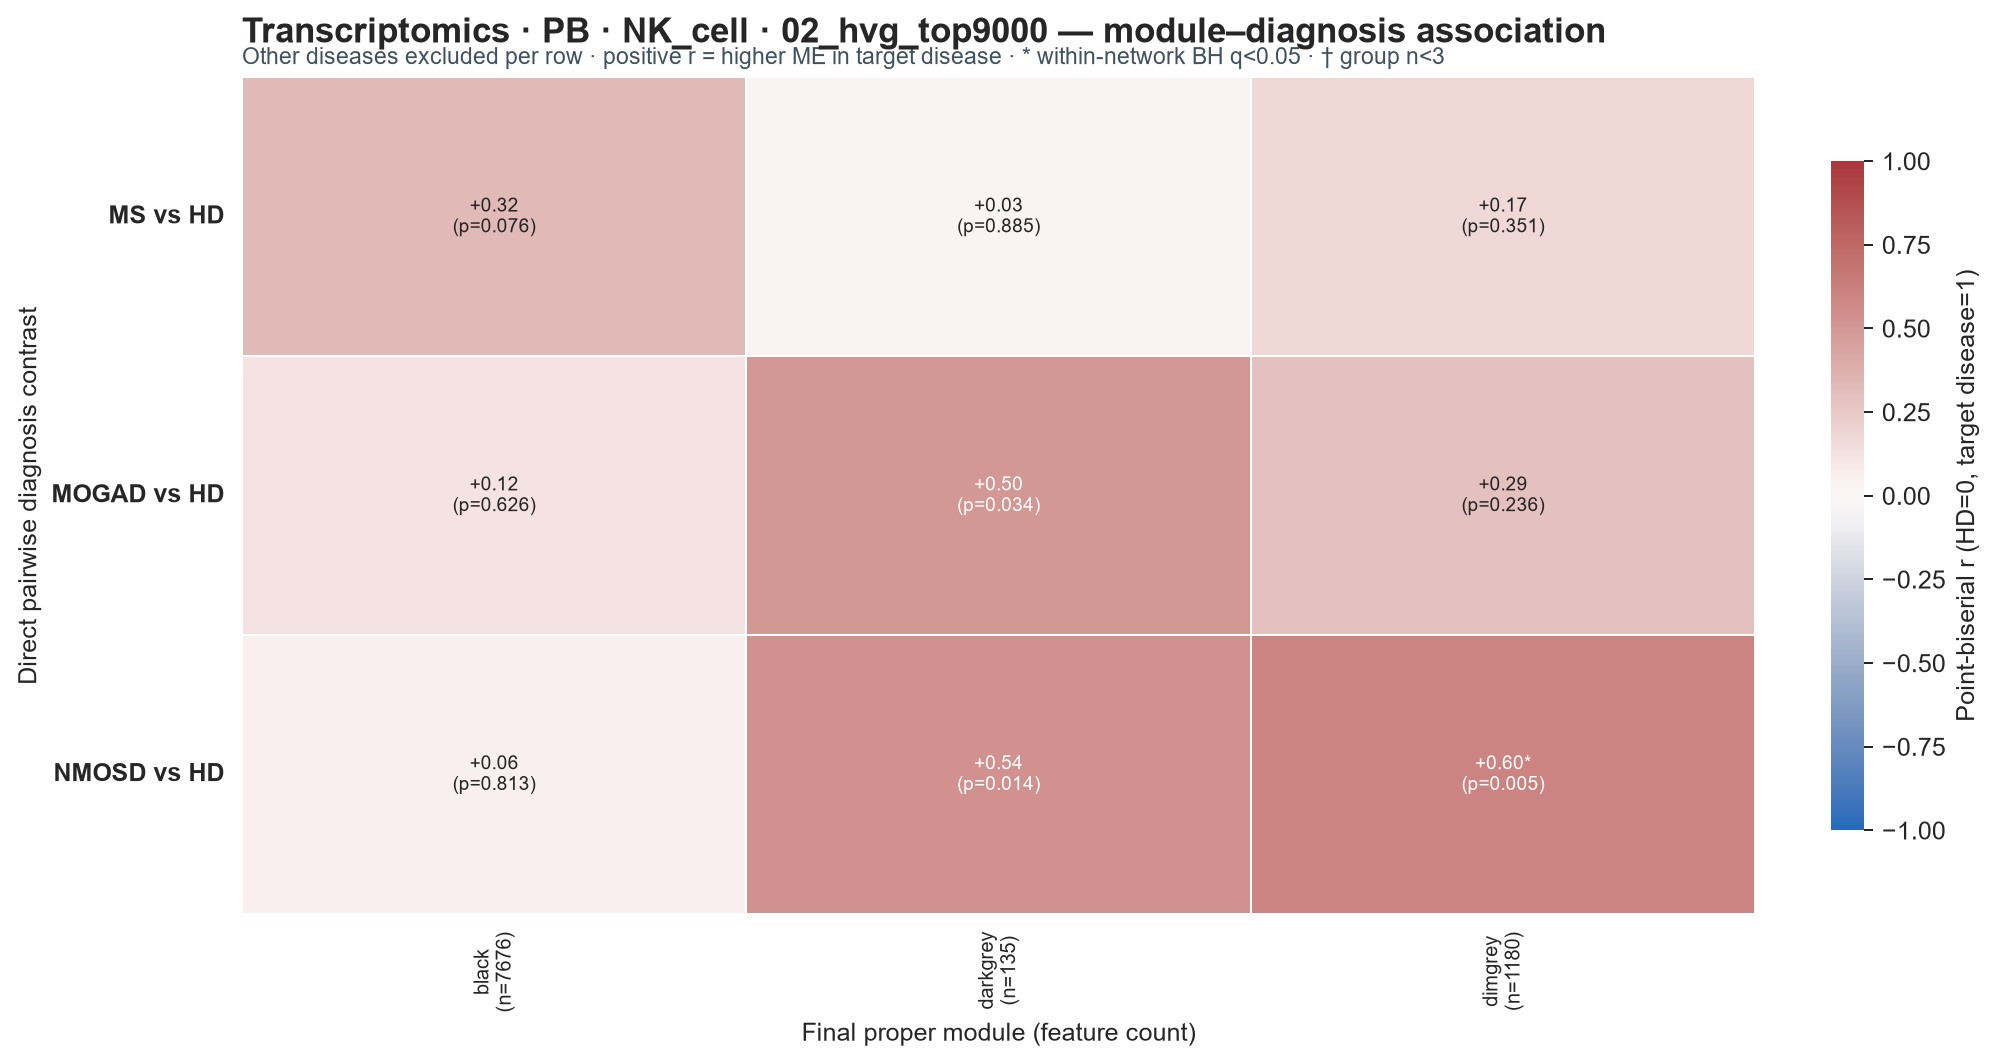 Transcriptomics · PB · NK_cell · 02_hvg_top9000 — module–diagnosis association
Other diseases excluded per row · positive r = higher ME in target disease · * within-network BH q<0.05 · † group n<3
Direct pairwise diagnosis contrast
MS vs HD
+0.32
(p=0.076)
+0.03
(p=0.885)
+0.17
(p=0.351)
MOGAD vs HD
+0.12
(p=0.626)
+0.50
(p=0.034)
+0.29
(p=0.236)
NMOSD vs HD
+0.06
(p=0.813)
+0.54
(p=0.014)
+0.60*
(p=0.005)
black
(n=7676)
darkgrey
(n=135)
dimgrey
(n=1180)
Final proper module (feature count)
1.00
0.75
0.50
0.25
0.00
−0.25
−0.50
−0.75
−1.00
Point-biserial r (HD=0, target disease=1)